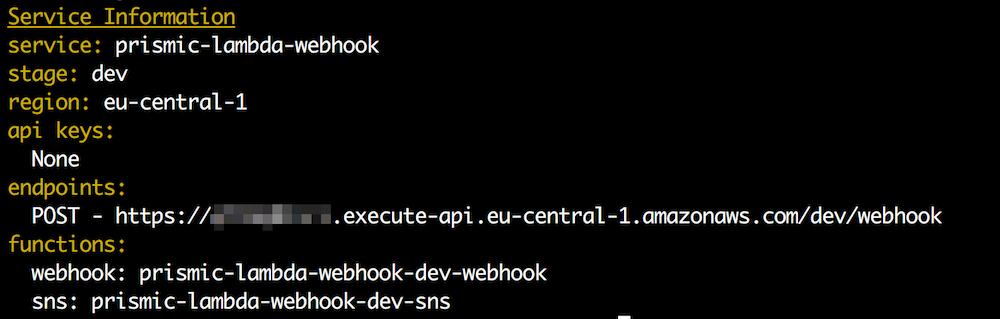 Service Information
service: prismic-lambda-webhook
stage: dev
region: eu-central-1
api keys:
None
endpoints:
POST - https://.execute-api.eu-central-1.amazonaws.com/dev/webhook
functions:
webhook: prismic-lambda-webhook-dev-webhook
sns: prismic-lambda-webhook-dev-sns